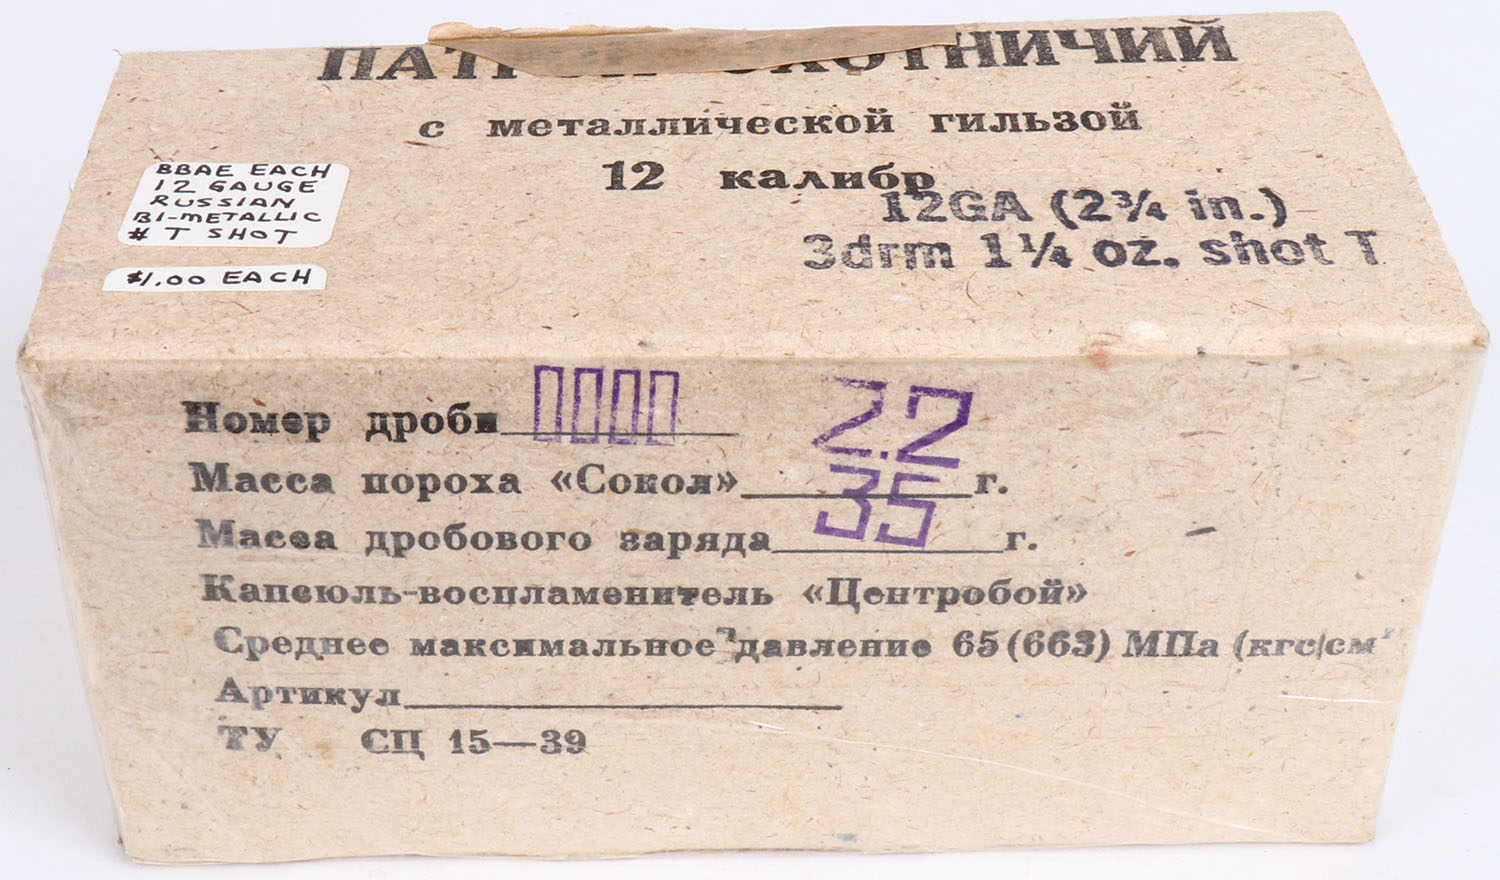 ОХОТНИЧИЙ
с металлической гильзой
12 калибр
12GA (2¾ in.)
3drm 1¼ oz. shot T
BBAE EACH
12 GAUGE
RUSSIAN
BI-METALLIC
# T SHOT
$1.00 EACH
Номер дроби 0000
Масса пороха «Сокол» 2.2 г.
Масса дробового заряда 35 г.
Капсюль-воспламенитель «Центробой»
Среднее максимальное давление 65 (663) МПа (кгс/см²
Артикул
ТУ СЦ 15—39